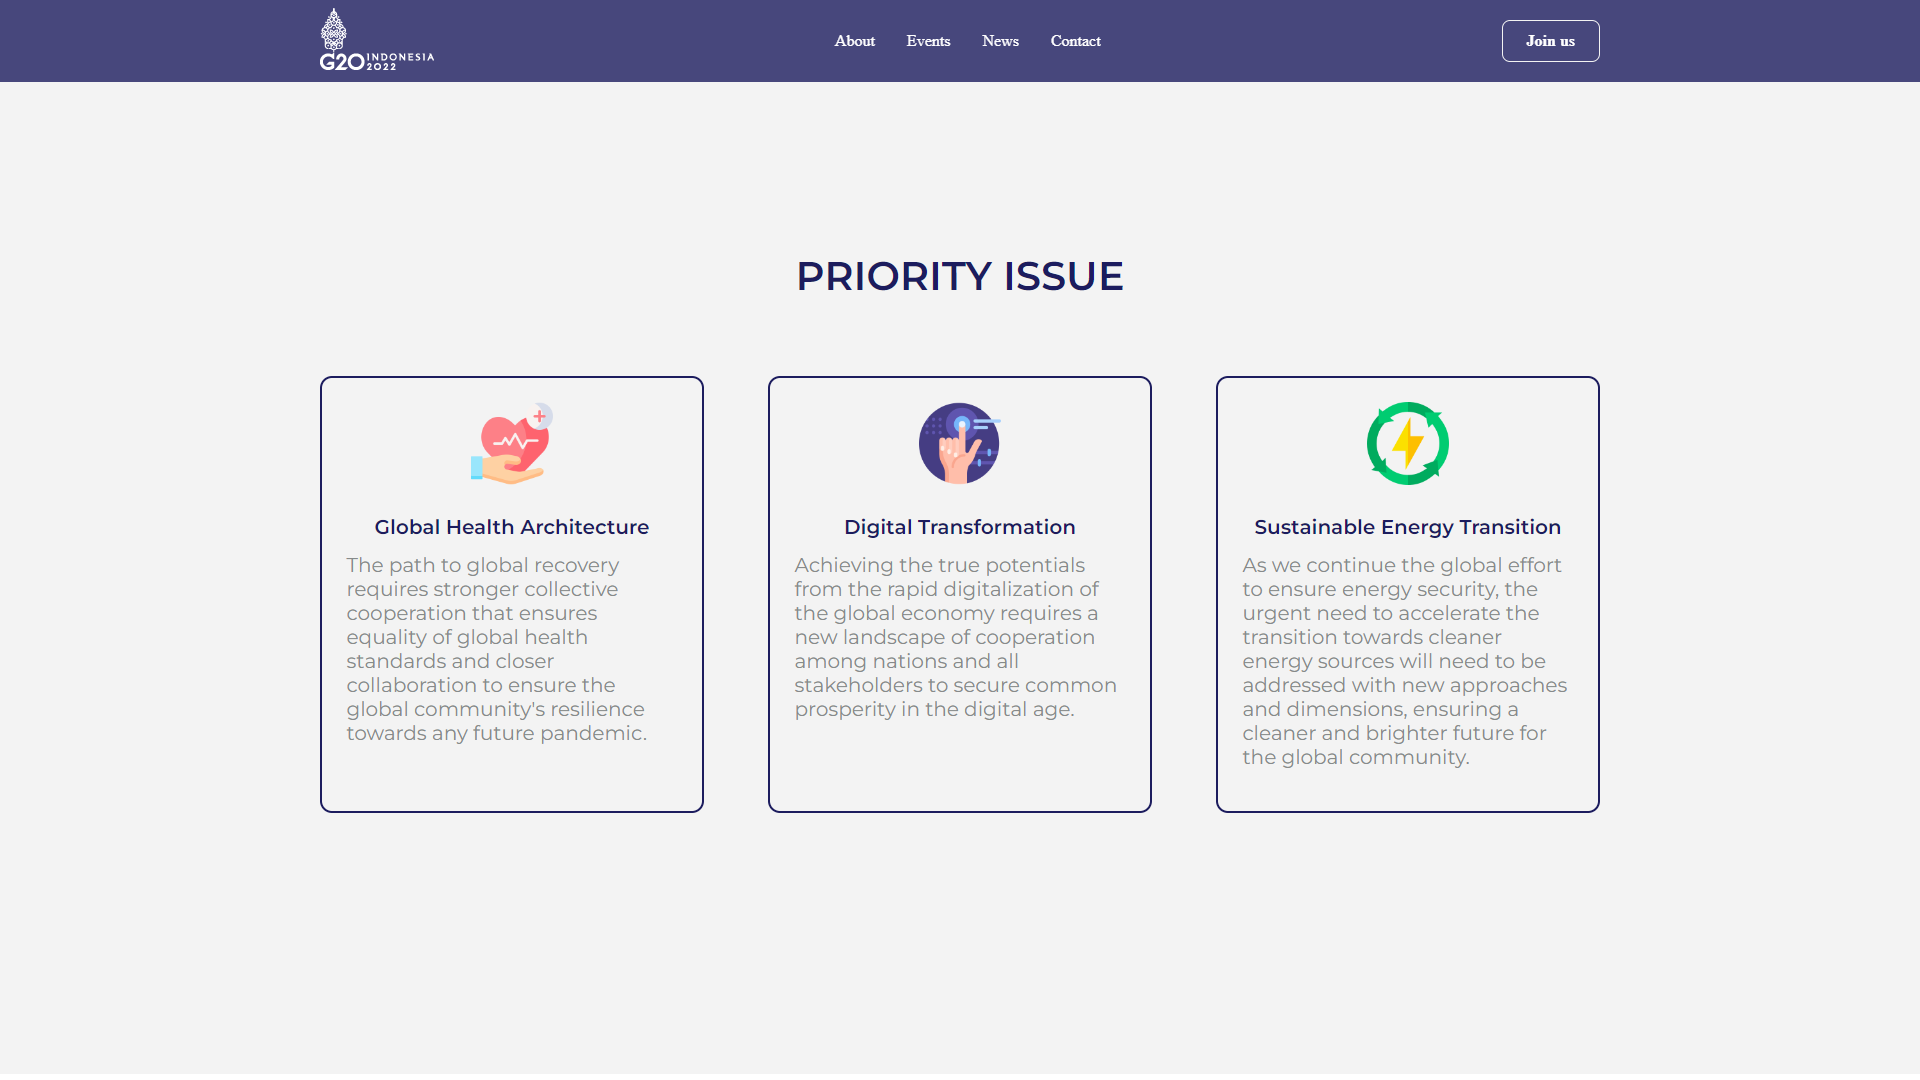 G20 INDONESIA 2022
About Events News Contact
Join us
PRIORITY ISSUE
Global Health Architecture
The path to global recovery
requires stronger collective
cooperation that ensures
equality of global health
standards and closer
collaboration to ensure the
global community's resilience
towards any future pandemic.
Digital Transformation
Achieving the true potentials
from the rapid digitalization of
the global economy requires a
new landscape of cooperation
among nations and all
stakeholders to secure common
prosperity in the digital age.
Sustainable Energy Transition
As we continue the global effort
to ensure energy security, the
urgent need to accelerate the
transition towards cleaner
energy sources will need to be
addressed with new approaches
and dimensions, ensuring a
cleaner and brighter future for
the global community.